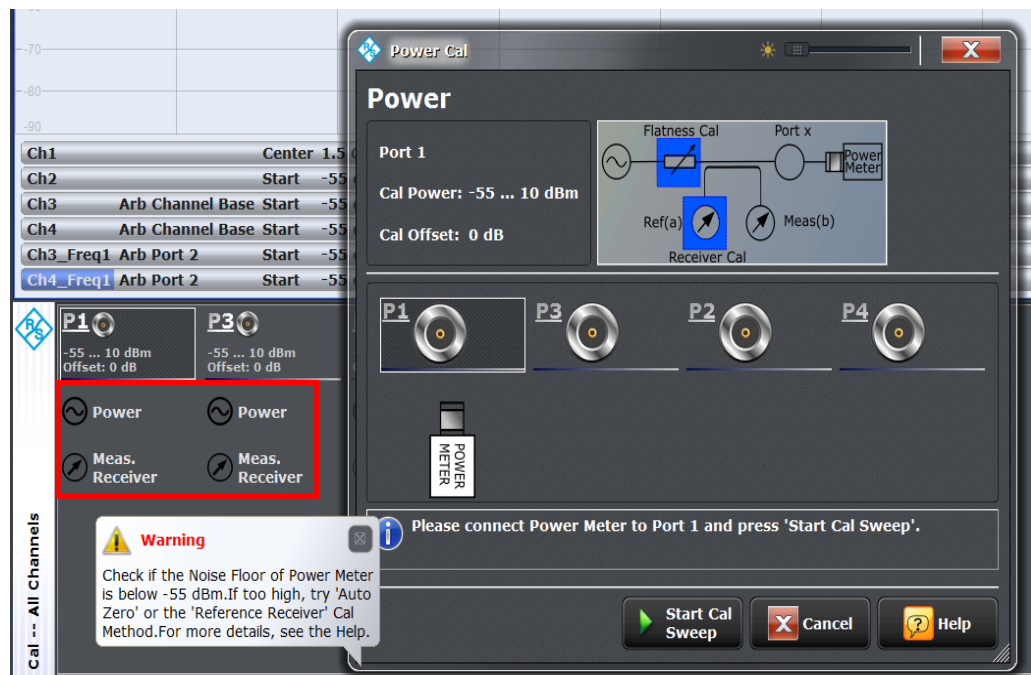 -70
-80
-90
Ch1 Center 1.5
Ch2 Start -55
Ch3 Arb Channel Base Start -55
Ch4 Arb Channel Base Start -55
Ch3_Freq1 Arb Port 2 Start -55
Ch4_Freq1 Arb Port 2 Start -55
R&S
P1
-55 ... 10 dBm
Offset: 0 dB
P3
-55 ... 10 dBm
Offset: 0 dB
Power
Power
Meas.
Receiver
Meas.
Receiver
Cal -- All Channels
Warning
Check if the Noise Floor of Power Meter
is below -55 dBm.If too high, try 'Auto
Zero' or the 'Reference Receiver' Cal
Method.For more details, see the Help.
Power Cal
X
Power
Port 1
Cal Power: -55 ... 10 dBm
Cal Offset: 0 dB
Flatness Cal
Port x
Power
Meter
Ref(a)
Meas(b)
Receiver Cal
P1
P3
P2
P4
POWER
METER
Please connect Power Meter to Port 1 and press 'Start Cal Sweep'.
Start Cal
Sweep
Cancel
Help